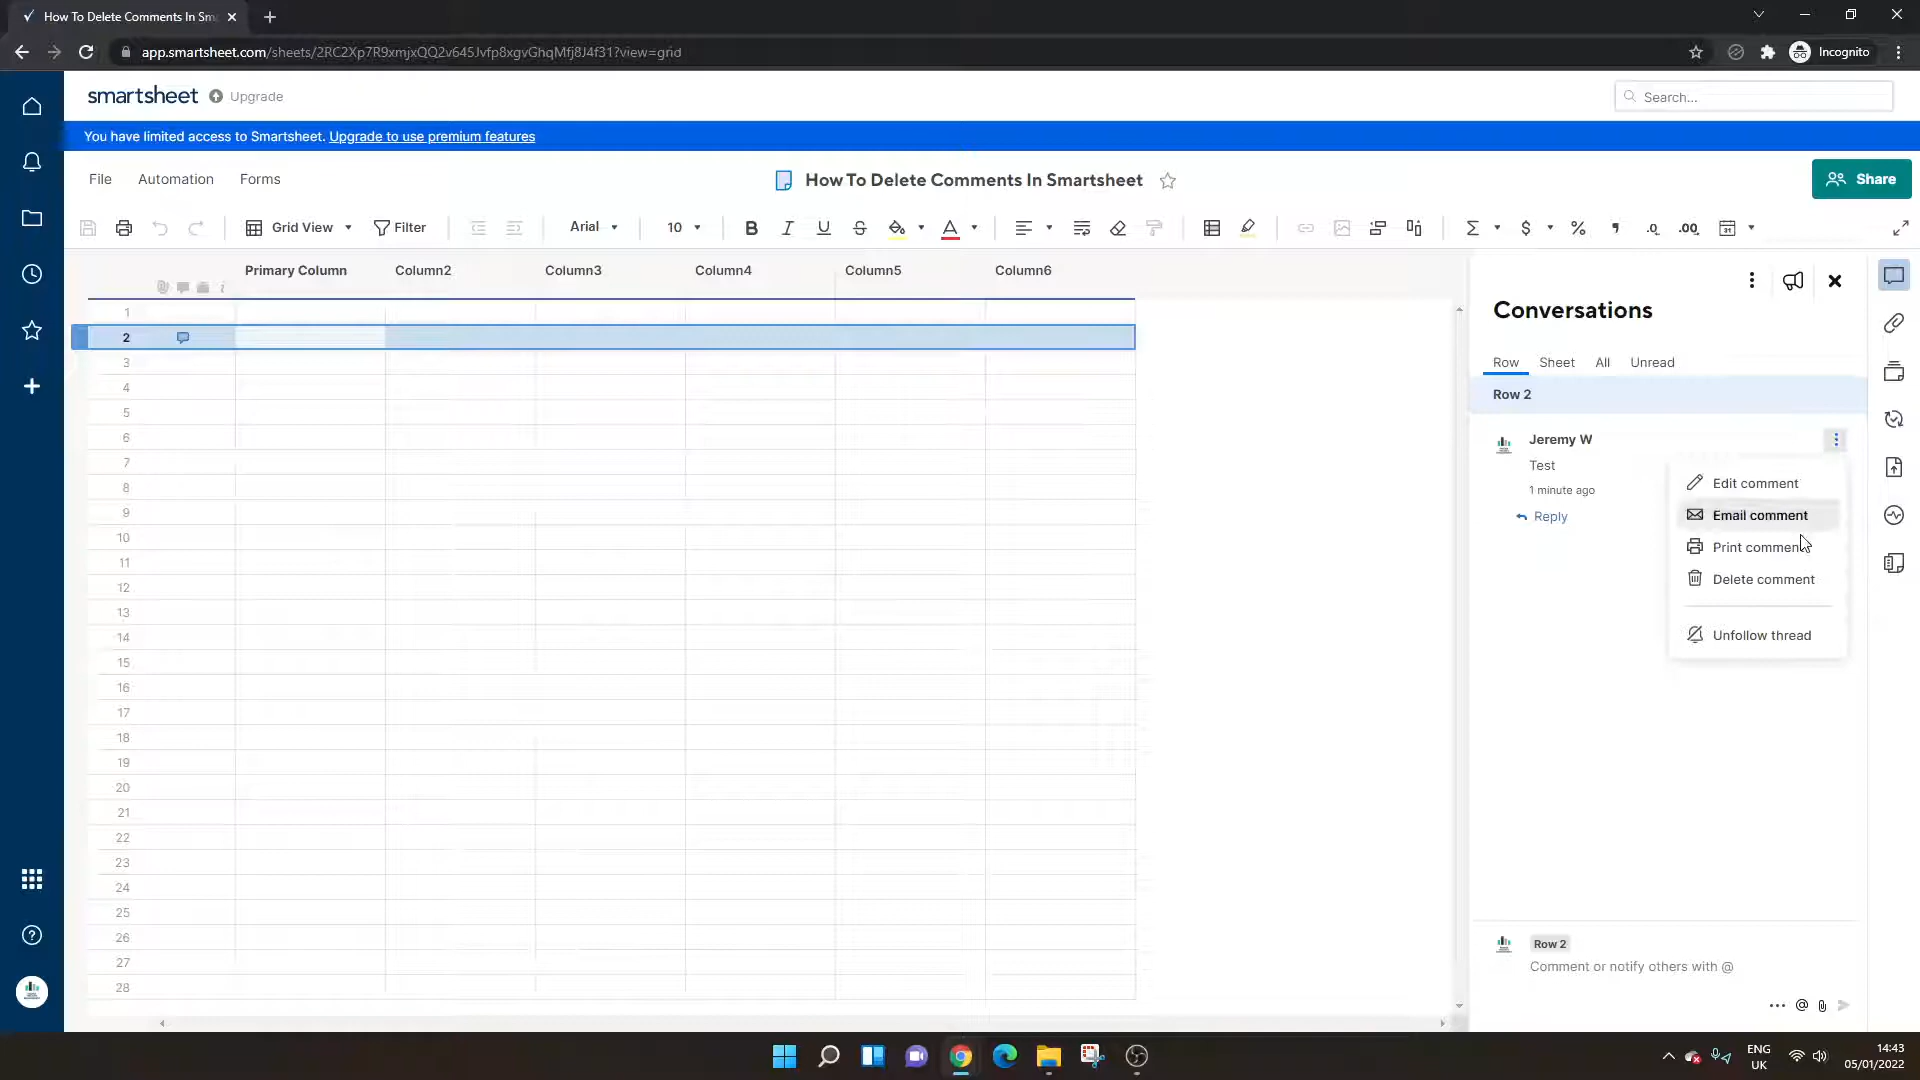 How To Delete Comments In Sm
app.smartsheet.com/sheets/2RC2Xp7R9xmjxQQ2v645Jvfp8xgvGhqMfj8J4f31?view=grid
Incognito
smartsheet
Upgrade
Search...
You have limited access to Smartsheet. Upgrade to use premium features
File
Automation
Forms
How To Delete Comments In Smartsheet
Share
Grid View
Filter
Arial
10
B
I
U
S
A
Σ
$
%
,
.0
.00
31
Primary Column
Column2
Column3
Column4
Column5
Column6
i
1
2
3
4
5
6
7
8
9
10
11
12
13
14
15
16
17
18
19
20
21
22
23
24
25
26
27
28
Conversations
Row
Sheet
All
Unread
Row 2
Jeremy W
Test
1 minute ago
Reply
Edit comment
Email comment
Print comment
Delete comment
Unfollow thread
Row 2
Comment or notify others with @
@
ENG
UK
14:43
05/01/2022